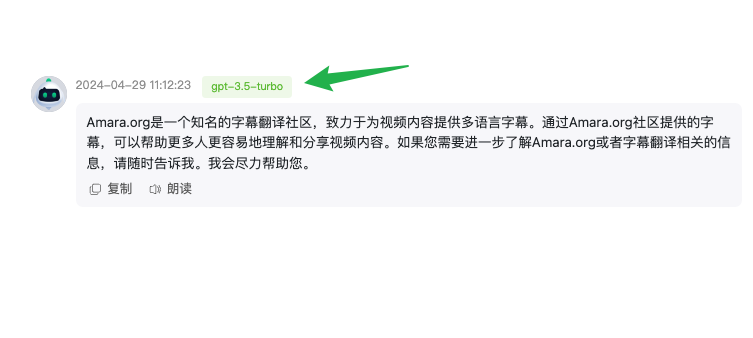 2024-04-29 11:12:23 gpt-3.5-turbo
Amara.org是一个知名的字幕翻译社区，致力于为视频内容提供多语言字幕。通过Amara.org社区提供的字
幕，可以帮助更多人更容易地理解和分享视频内容。如果您需要进一步了解Amara.org或者字幕翻译相关的信
息，请随时告诉我。我会尽力帮助您。
复制 朗读